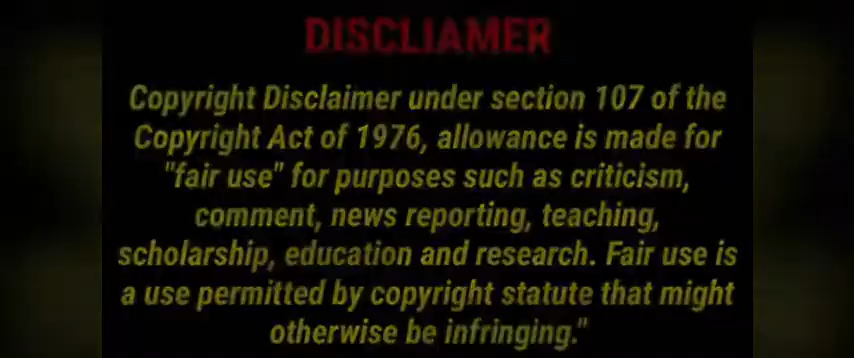 DISCLIAMER
Copyright Disclaimer under section 107 of the
Copyright Act of 1976, allowance is made for
"fair use" for purposes such as criticism,
comment, news reporting, teaching,
scholarship, education and research. Fair use is
a use permitted by copyright statute that might
otherwise be infringing."